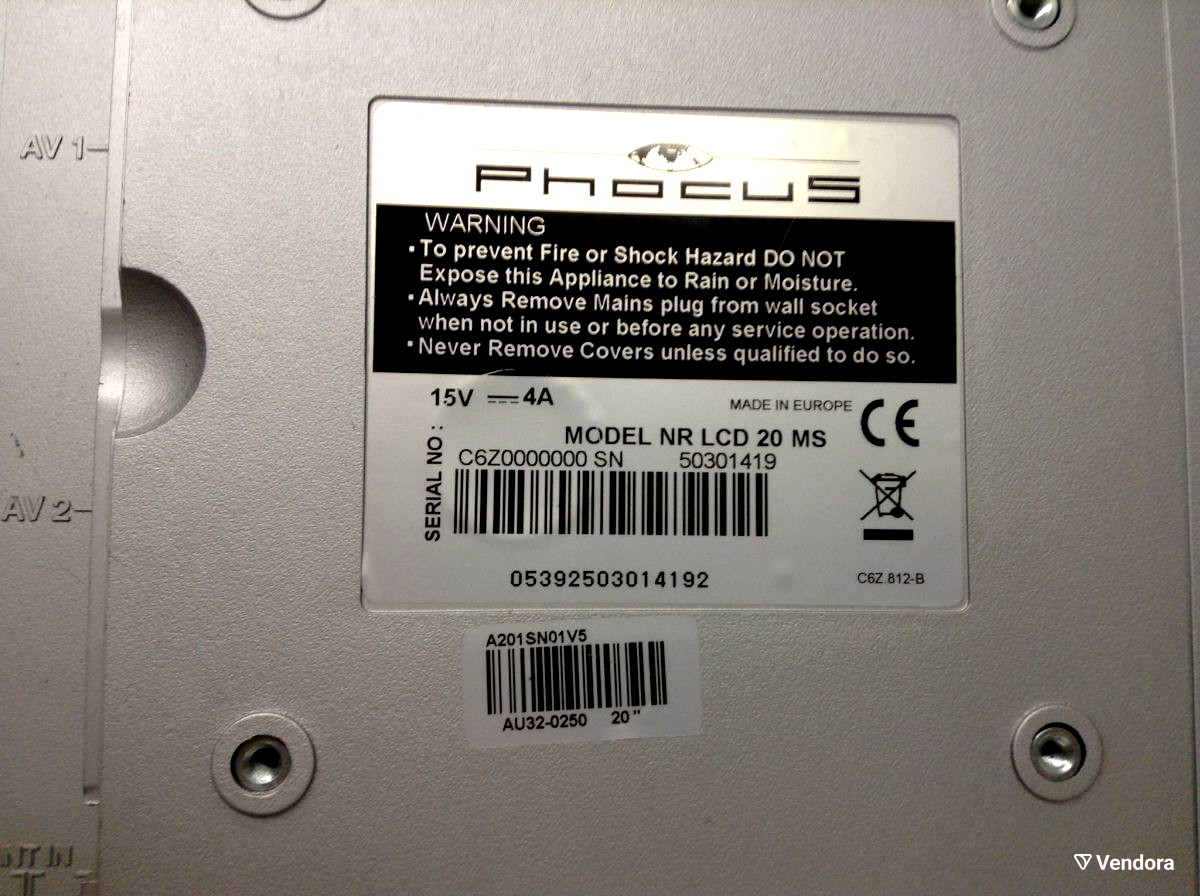 AV 1
PHOCUS
WARNING
▪ To prevent Fire or Shock Hazard DO NOT
Expose this Appliance to Rain or Moisture.
▪ Always Remove Mains plug from wall socket
when not in use or before any service operation.
▪ Never Remove Covers unless qualified to do so.
15V ⎓ 4A
MADE IN EUROPE CE
MODEL NR LCD 20 MS
SERIAL NO :
C6Z0000000 SN 50301419
AV 2
05392503014192
C6Z.812-B
A201SN01V5
AU32-0250 20"
NT IN
Vendora